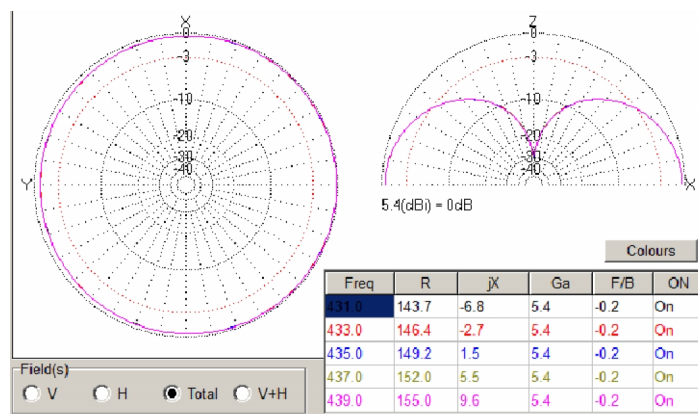 X
-0
-3
-10
-20
-30
-40
Y
Z
-0
-3
-10
-20
-30
-40
X
5.4(dBi) = 0dB
Colours
Freq R jX Ga F/B ON
431.0 143.7 -6.8 5.4 -0.2 On
433.0 146.4 -2.7 5.4 -0.2 On
435.0 149.2 1.5 5.4 -0.2 On
437.0 152.0 5.5 5.4 -0.2 On
439.0 155.0 9.6 5.4 -0.2 On
Field(s)
V H Total V+H